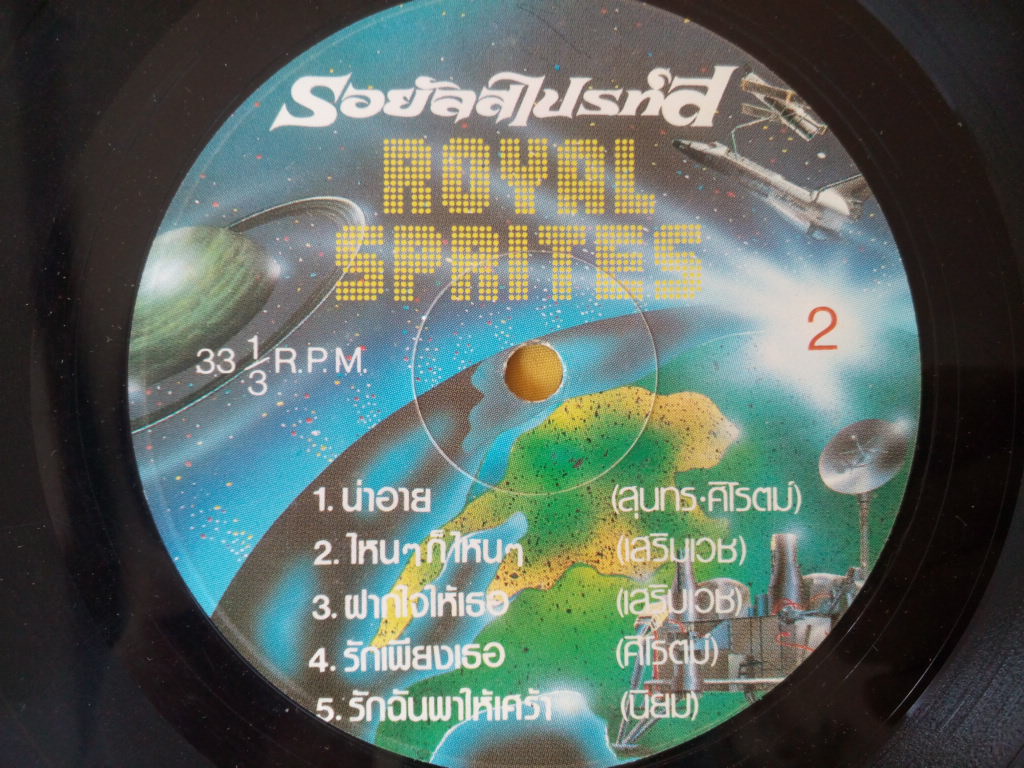 รอยัลสไปรท์ส
ROYAL
SPRITES
2
33 1/3 R.P.M.
1. น่าอาย (สุนทร·ศิโรตม์)
2. ไหนๆก็ไหนๆ (เสริมเวช)
3. ฝากใจให้เธอ (เสริมเวช)
4. รักเพียงเธอ (ศิโรตม์)
5. รักฉันพาให้เศร้า (นิยม)